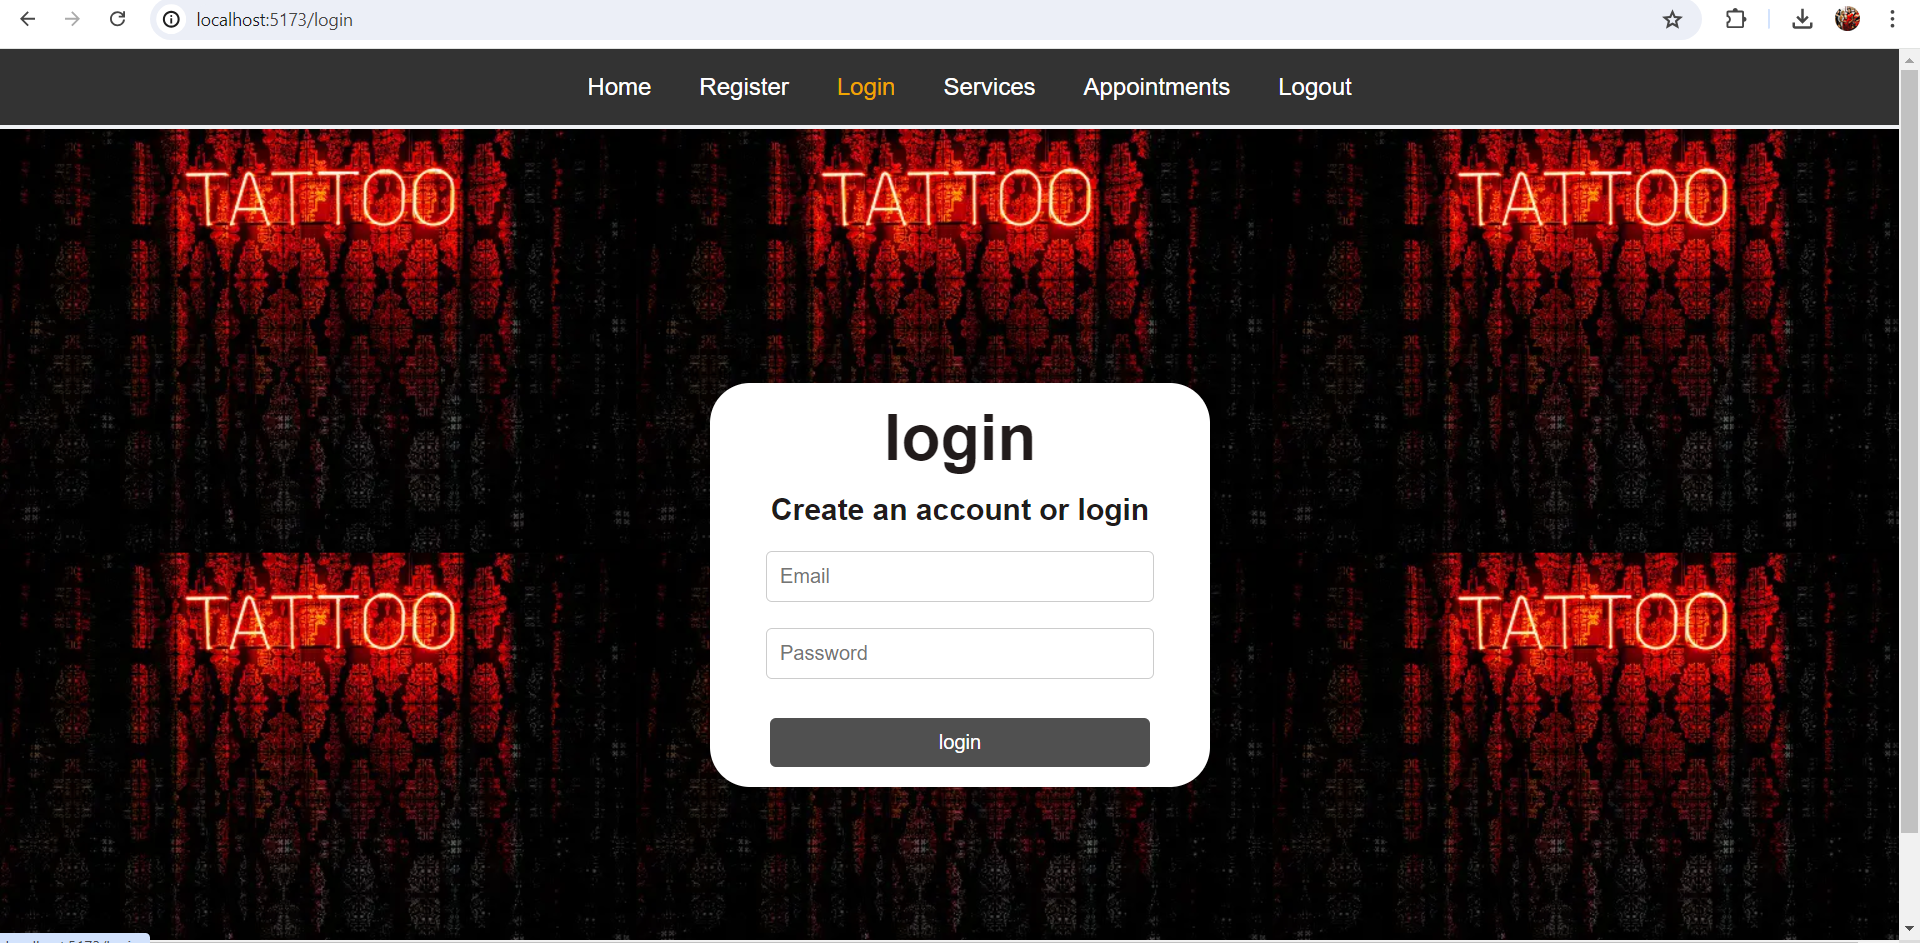 localhost:5173/login
Home Register Login Services Appointments Logout
TATTOO TATTOO TATTOO
login
Create an account or login
Email
TATTOO TATTOO
Password
login